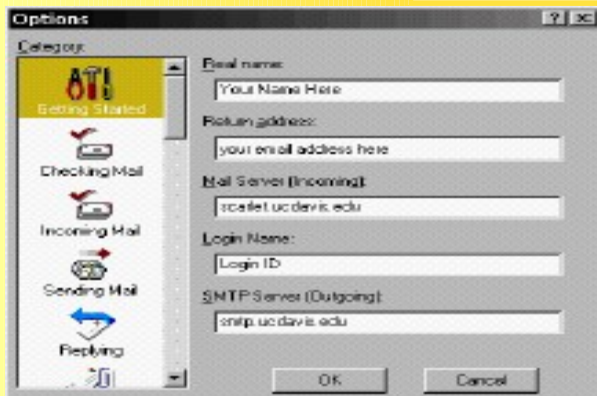 Options
Category:
Getting Started
Checking Mail
Incoming Mail
Sending Mail
Replying
Real name:
Your Name Here
Return address:
your email address here
Mail Server (Incoming):
scarlet.ucdavis.edu
Login Name:
Login ID
SMTP Server (Outgoing):
smtp.ucdavis.edu
OK
Cancel